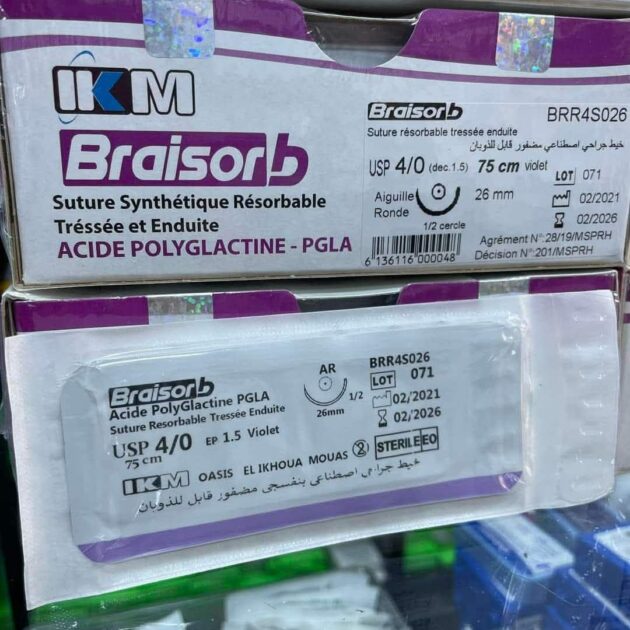 IKM
Braisorb
Suture Synthétique Résorbable
Tréssée et Enduite
ACIDE POLYGLACTINE - PGLA
Braisorb BRR4S026
Suture résorbable tressée enduite
خيط جراحي اصطناعي مضفور قابل للذوبان
USP 4/0 (dec.1.5) 75 cm violet
LOT 071
Aiguille Ronde 26 mm
1/2 cercle
02/2021
02/2026
6 136116 000048
Agrément N°:28/19/MSPRH
Décision N°:201/MSPRH
Braisorb
Acide PolyGlactine PGLA
Suture Resorbable Tressée Enduite
USP 4/0 EP 1.5 Violet
75 cm
AR
1/2
26mm
BRR4S026
LOT 071
02/2021
02/2026
2 STERILE EO
IKM OASIS EL IKHOUA MOUAS
خيط جراحي اصطناعي بنفسجي مضفور قابل للذوبان